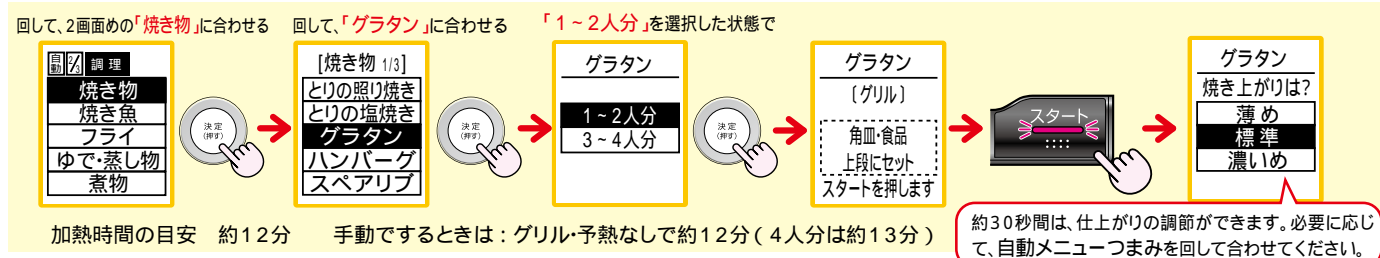 回して、2画面めの「焼き物」に合わせる
自動 2/3 調理
焼き物
焼き魚
フライ
ゆで・蒸し物
煮物
決定
(押す)
回して、「グラタン」に合わせる
[焼き物 1/3]
とりの照り焼き
とりの塩焼き
グラタン
ハンバーグ
スペアリブ
決定
(押す)
「1~2人分」を選択した状態で
グラタン
1~2人分
3~4人分
決定
(押す)
グラタン
〔グリル〕
角皿・食品
上段にセット
スタートを押します
スタート
グラタン
焼き上がりは?
薄め
標準
濃いめ
約30秒間は、仕上がりの調節ができます。必要に応じ
て、自動メニューつまみを回して合わせてください。
加熱時間の目安 約12分 手動でするときは:グリル・予熱なしで約12分(4人分は約13分)